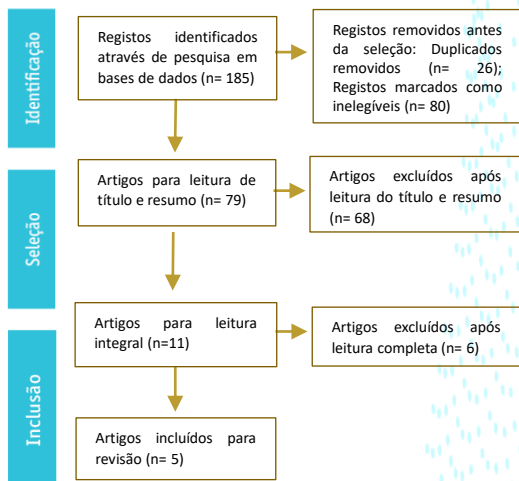 Identificação
Registos identificados
através de pesquisa em
bases de dados (n= 185)
Registos removidos antes
da seleção: Duplicados
removidos (n= 26);
Registos marcados como
inelegíveis (n= 80)
Seleção
Artigos para leitura de
título e resumo (n= 79)
Artigos excluídos após
leitura do título e resumo
(n= 68)
Artigos para leitura
integral (n=11)
Artigos excluídos após
leitura completa (n= 6)
Inclusão
Artigos incluídos para
revisão (n= 5)